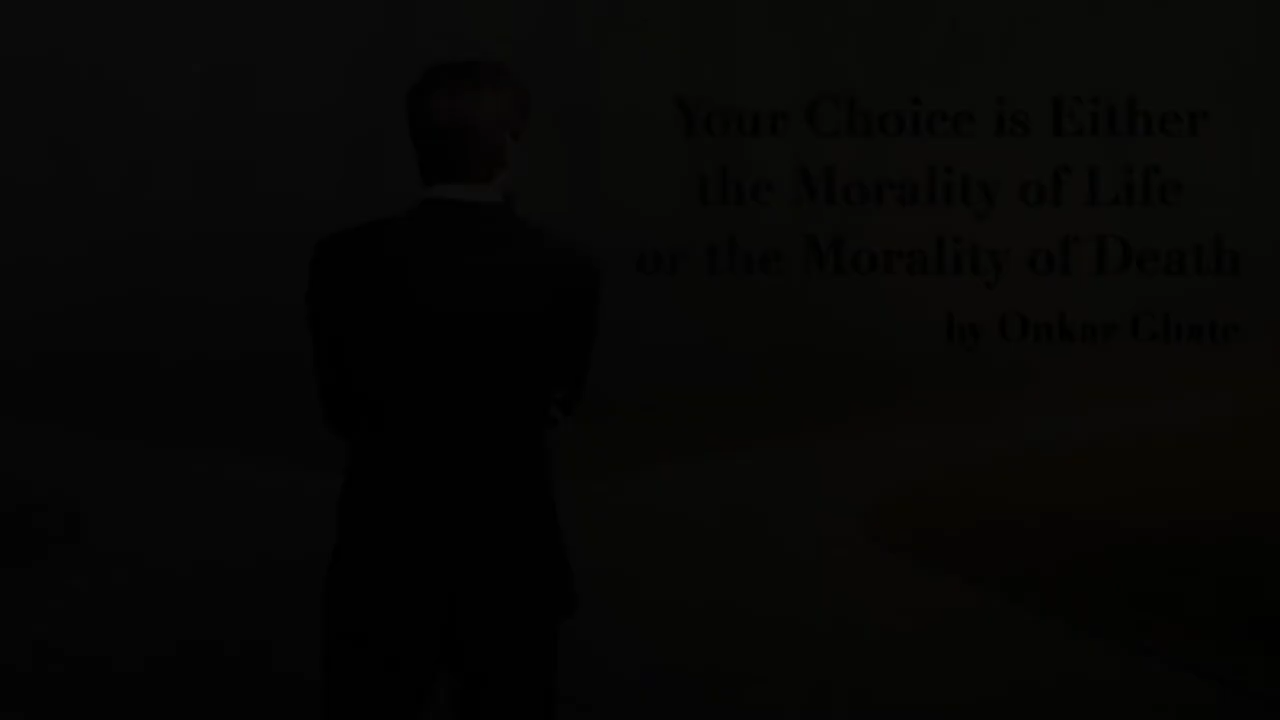 Your Choice is Either
the Morality of Life
or the Morality of Death
by Onkar Ghate